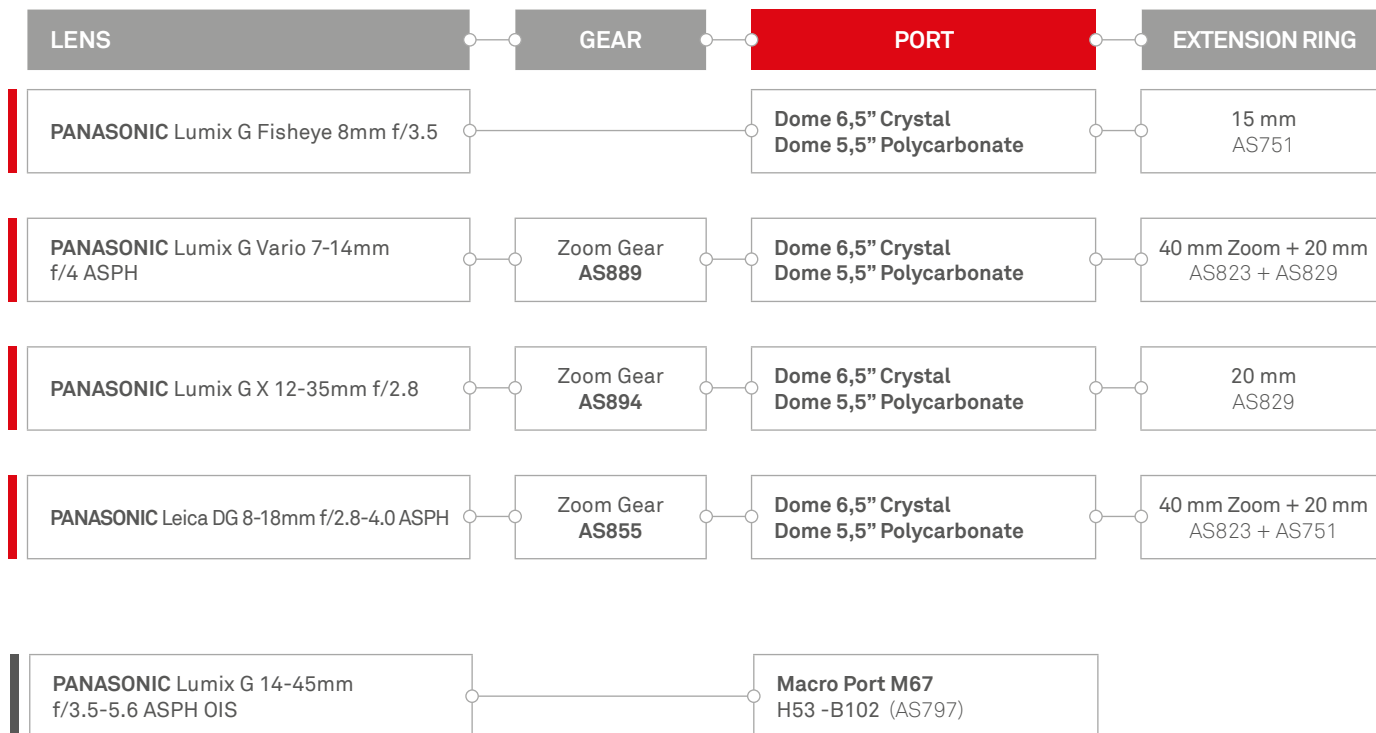 LENS
GEAR
PORT
EXTENSION RING
PANASONIC Lumix G Fisheye 8mm f/3.5
Dome 6,5” Crystal
Dome 5,5” Polycarbonate
15 mm
AS751
PANASONIC Lumix G Vario 7-14mm
f/4 ASPH
Zoom Gear
AS889
Dome 6,5” Crystal
Dome 5,5” Polycarbonate
40 mm Zoom + 20 mm
AS823 + AS829
PANASONIC Lumix G X 12-35mm f/2.8
Zoom Gear
AS894
Dome 6,5” Crystal
Dome 5,5” Polycarbonate
20 mm
AS829
PANASONIC Leica DG 8-18mm f/2.8-4.0 ASPH
Zoom Gear
AS855
Dome 6,5” Crystal
Dome 5,5” Polycarbonate
40 mm Zoom + 20 mm
AS823 + AS751
PANASONIC Lumix G 14-45mm
f/3.5-5.6 ASPH OIS
Macro Port M67
H53 -B102 (AS797)